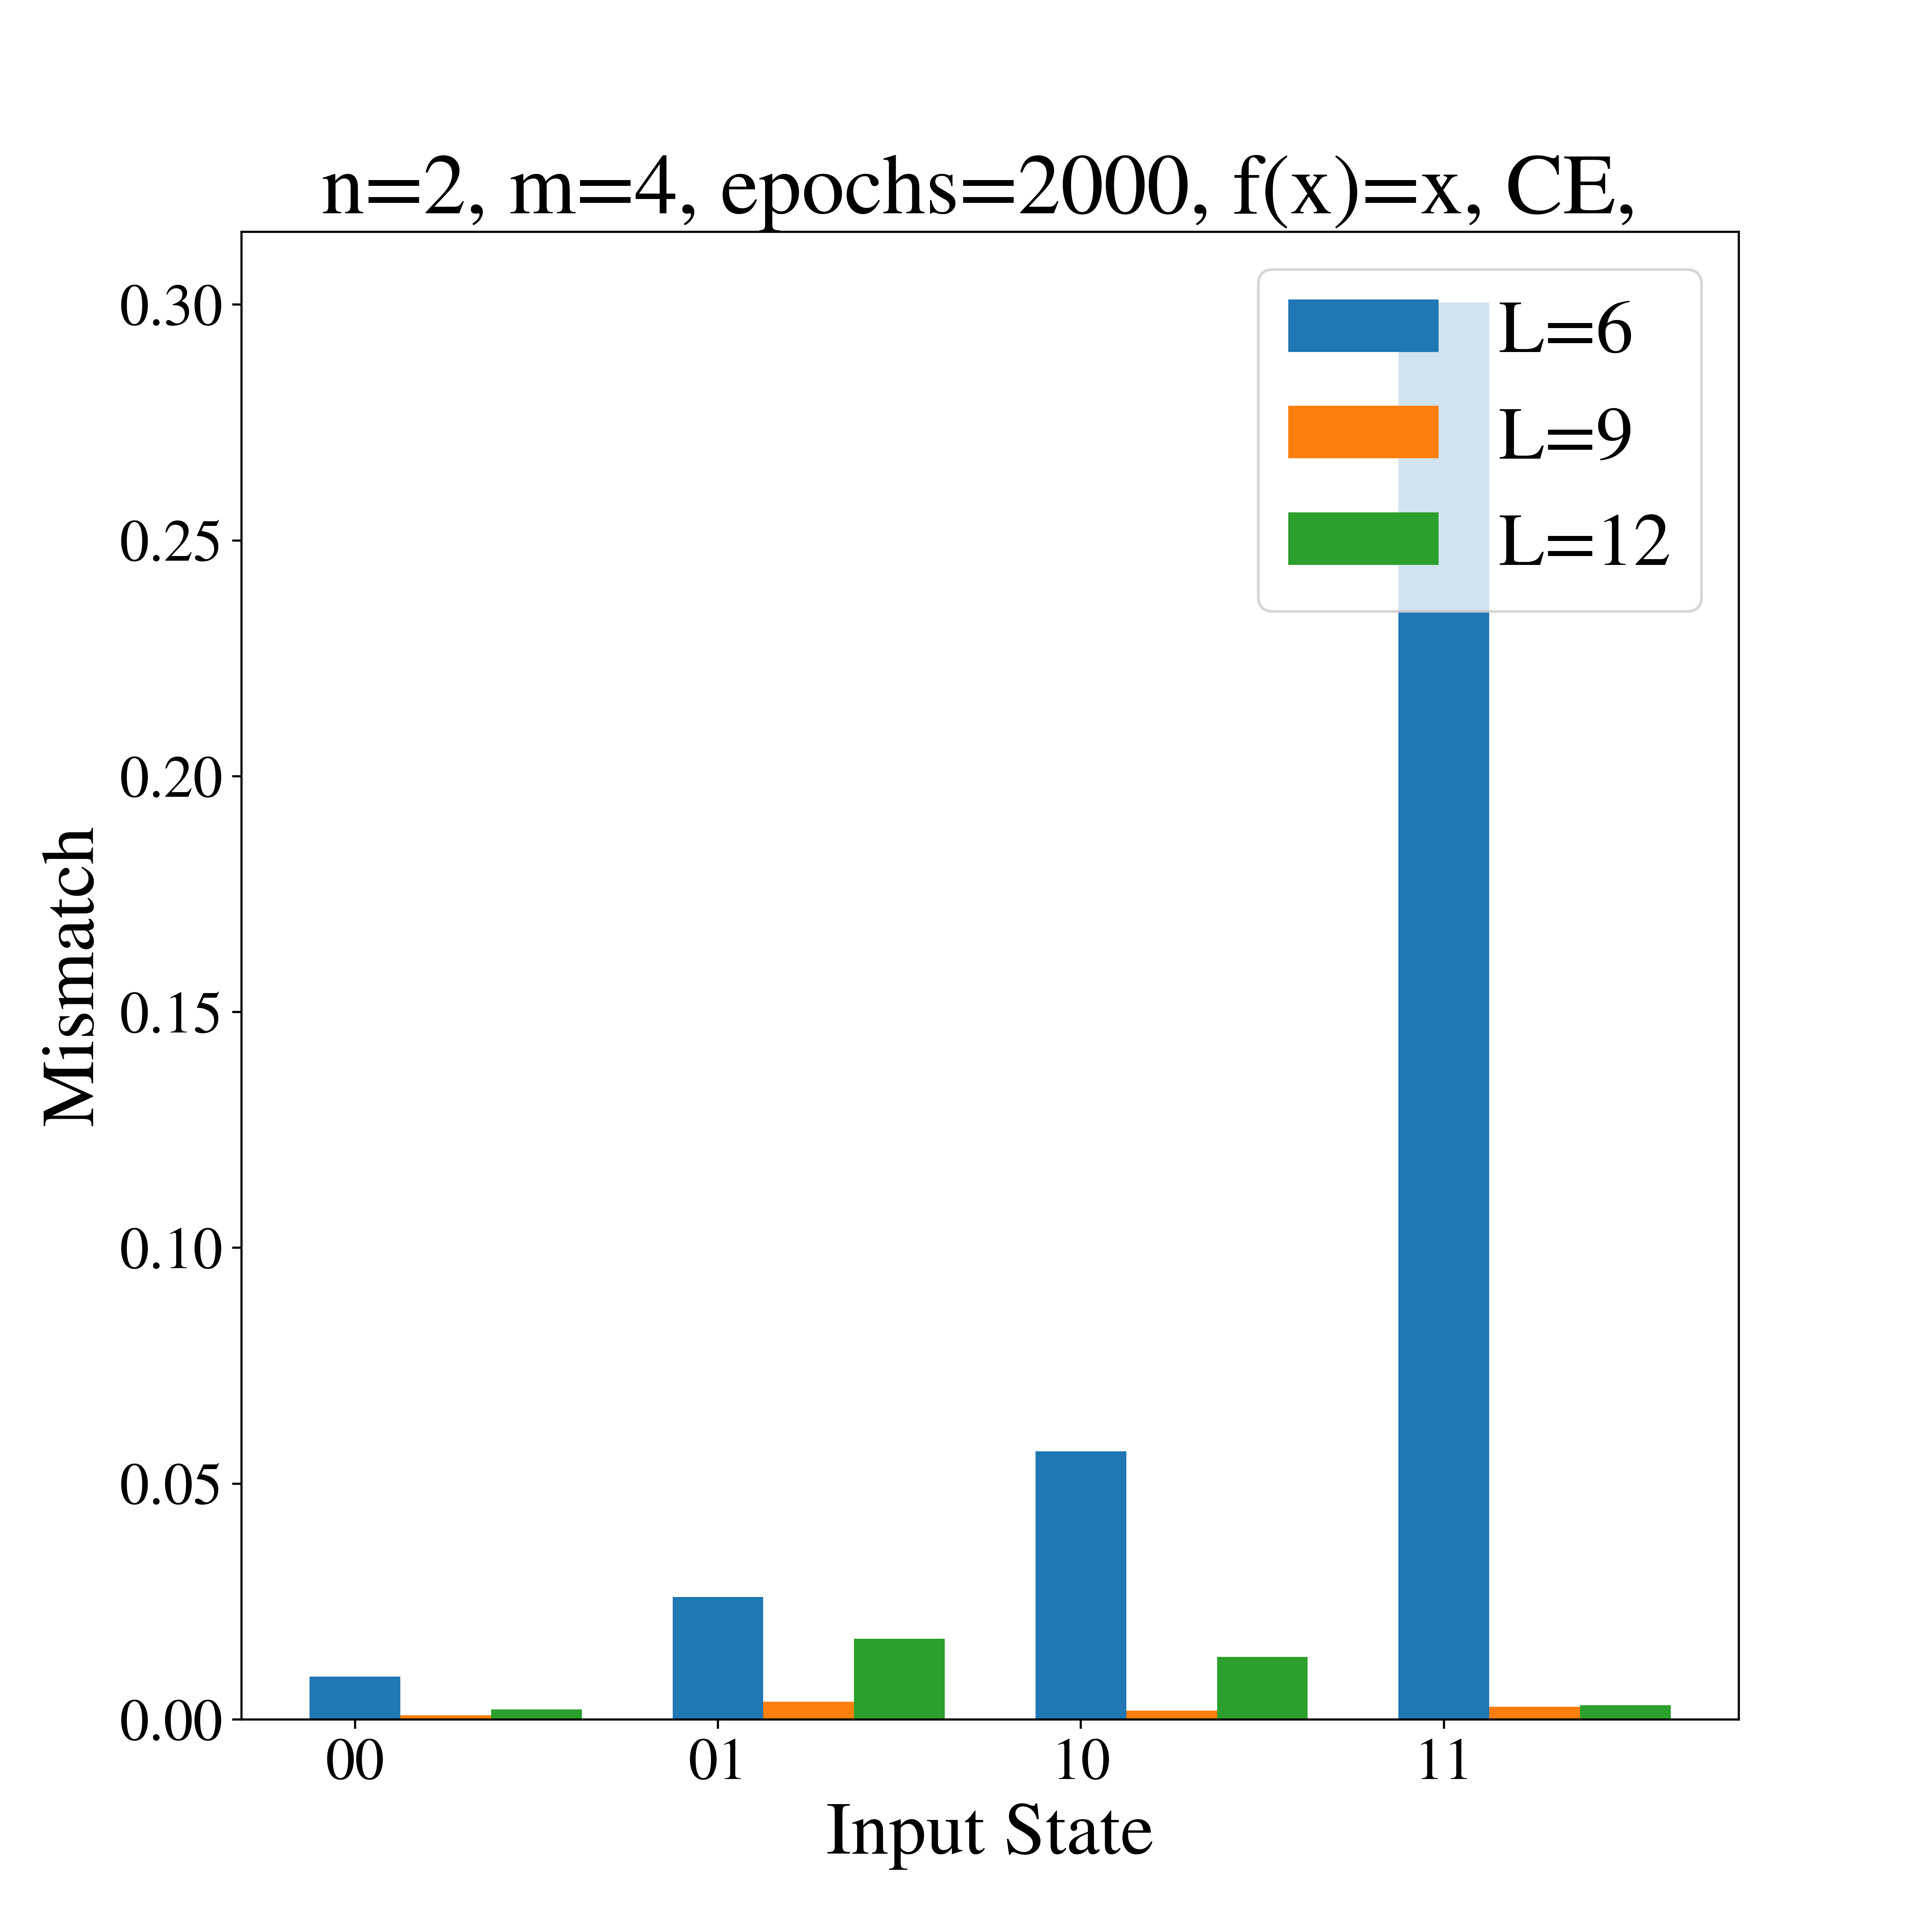 n=2, m=4, epochs=2000, f(x)=x, CE,
L=6
L=9
L=12
Mismatch
0.30
0.25
0.20
0.15
0.10
0.05
0.00
00 01 10 11
Input State